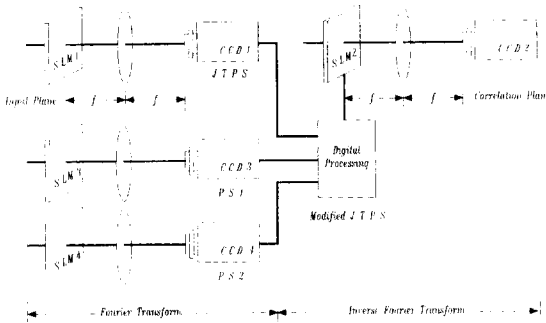 SLM
CCD1
JTPS
SLM2
CCD2
Input Plane
f
f
f
f
Correlation Plane
SLM3
CCD3
PS1
Digital
Processing
Modified JTPS
SLM4
CCD4
PS2
Fourier Transform
Inverse Fourier Transform